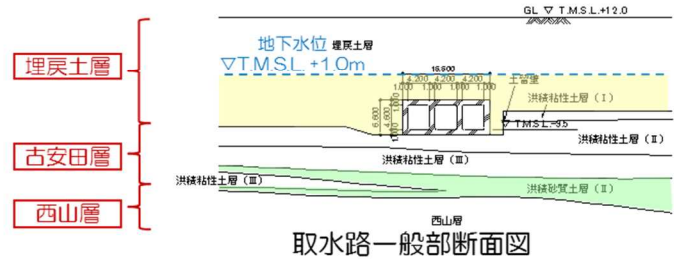 GL ▽ T.M.S.L.+12.0
埋戻土層
地下水位
埋戻土層
▽T.M.S.L. +1.0m
16.600
4.200 4.200 4.200
1.000 1.000 1.000 1.000
土留壁
洪積粘性土層（Ⅰ）
6.600
4.600
1.000
1.000
▽ T.M.S.L.-9.5
洪積粘性土層（Ⅱ）
古安田層
洪積粘性土層（Ⅲ）
洪積粘性土層（Ⅲ）
洪積砂質土層（Ⅱ）
西山層
西山層
取水路一般部断面図